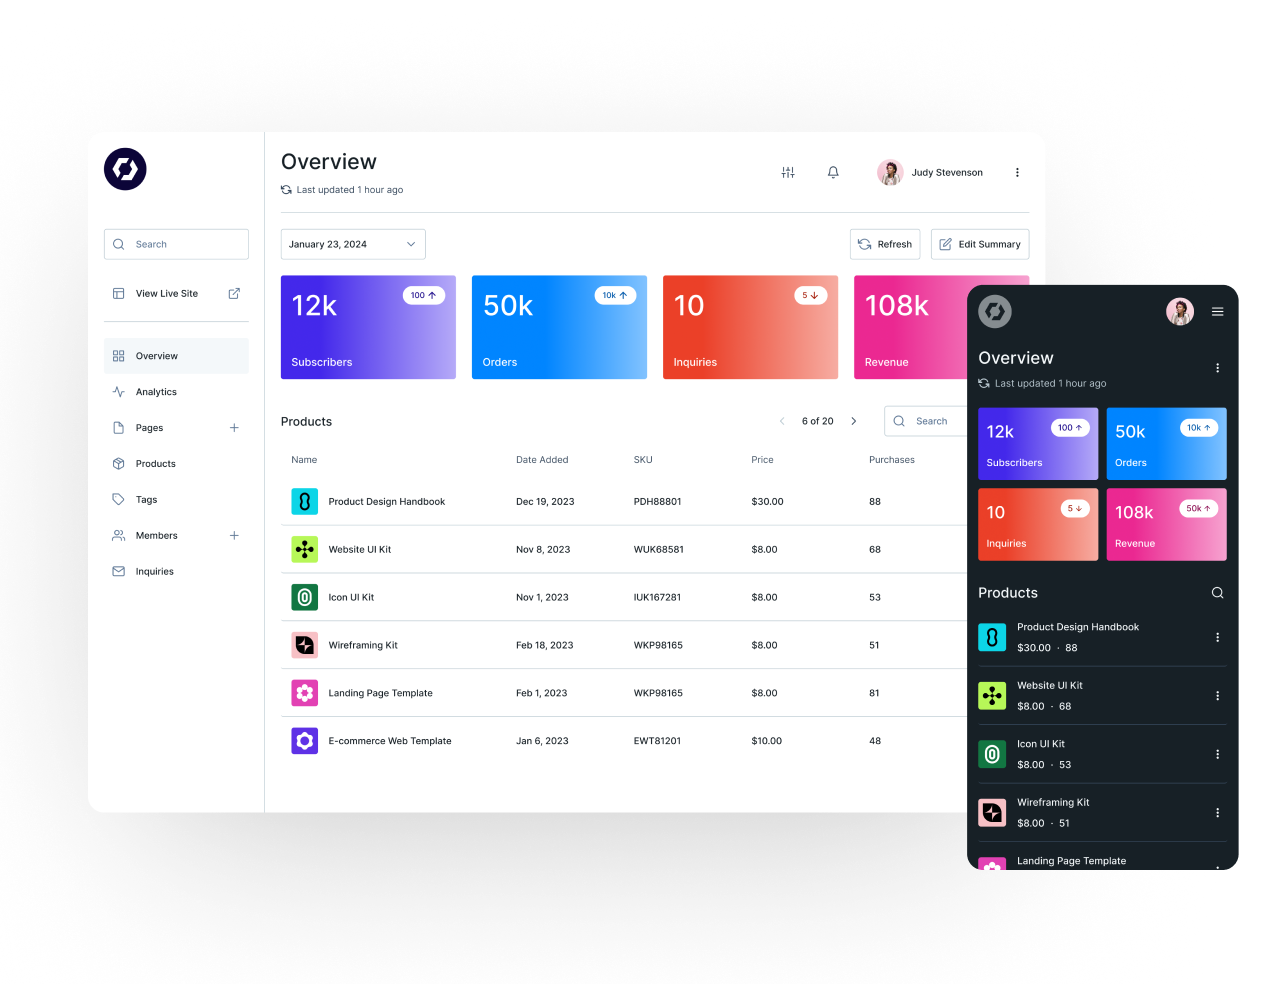 Overview
Last updated 1 hour ago
Judy Stevenson
Search
January 23, 2024
Refresh
Edit Summary
View Live Site
Overview
Analytics
Pages
Products
Tags
Members
Inquiries
12k
100
Subscribers
50k
10k
Orders
10
5
Inquiries
108k
Revenue
Products
6 of 20
Search
Name Date Added SKU Price Purchases
Product Design Handbook Dec 19, 2023 PDH88801 $30.00 88
Website UI Kit Nov 8, 2023 WUK68581 $8.00 68
Icon UI Kit Nov 1, 2023 IUK167281 $8.00 53
Wireframing Kit Feb 18, 2023 WKP98165 $8.00 51
Landing Page Template Feb 1, 2023 WKP98165 $8.00 81
E-commerce Web Template Jan 6, 2023 EWT81201 $10.00 48
Overview
Last updated 1 hour ago
12k
100
Subscribers
50k
10k
Orders
10
5
Inquiries
108k
50k
Revenue
Products
Product Design Handbook
$30.00 · 88
Website UI Kit
$8.00 · 68
Icon UI Kit
$8.00 · 53
Wireframing Kit
$8.00 · 51
Landing Page Template